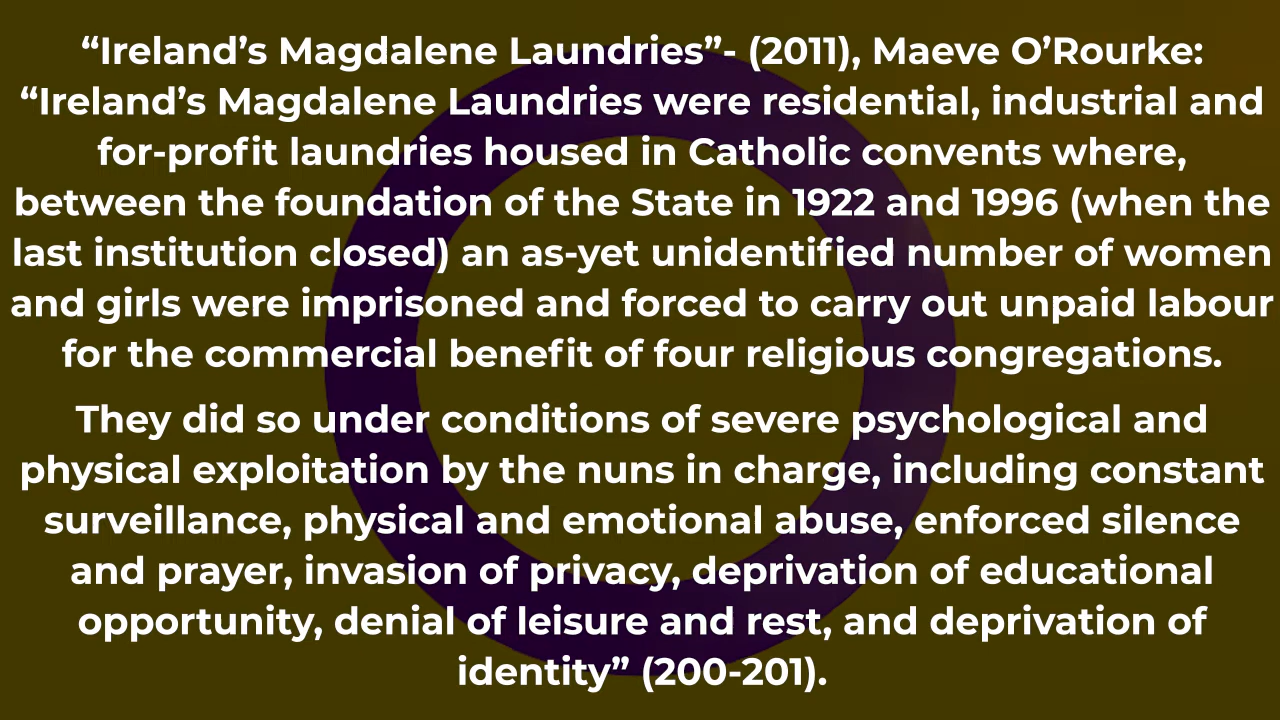 “Ireland’s Magdalene Laundries”- (2011), Maeve O’Rourke:
“Ireland’s Magdalene Laundries were residential, industrial and
for-profit laundries housed in Catholic convents where,
between the foundation of the State in 1922 and 1996 (when the
last institution closed) an as-yet unidentified number of women
and girls were imprisoned and forced to carry out unpaid labour
for the commercial benefit of four religious congregations.
They did so under conditions of severe psychological and
physical exploitation by the nuns in charge, including constant
surveillance, physical and emotional abuse, enforced silence
and prayer, invasion of privacy, deprivation of educational
opportunity, denial of leisure and rest, and deprivation of
identity” (200-201).